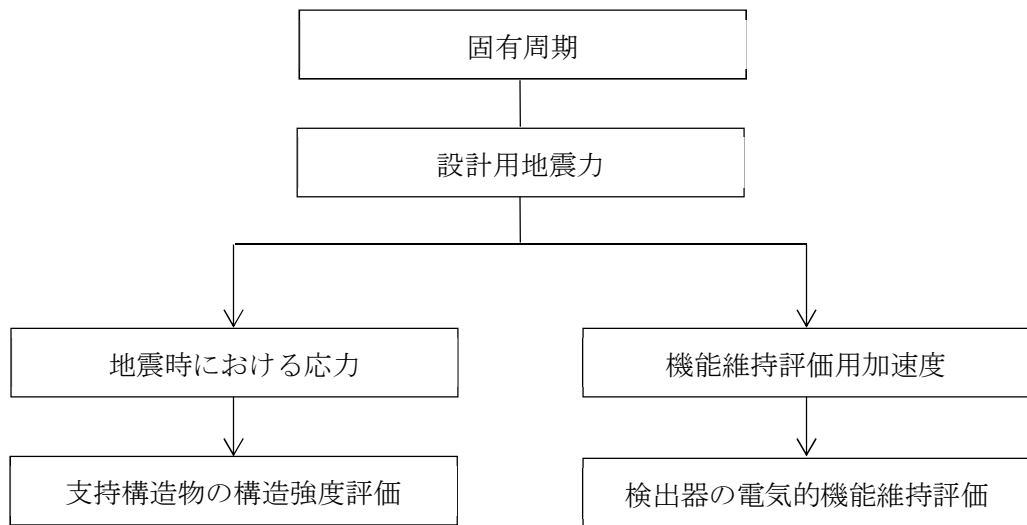 固有周期
設計用地震力
地震時における応力
機能維持評価用加速度
支持構造物の構造強度評価
検出器の電気的機能維持評価